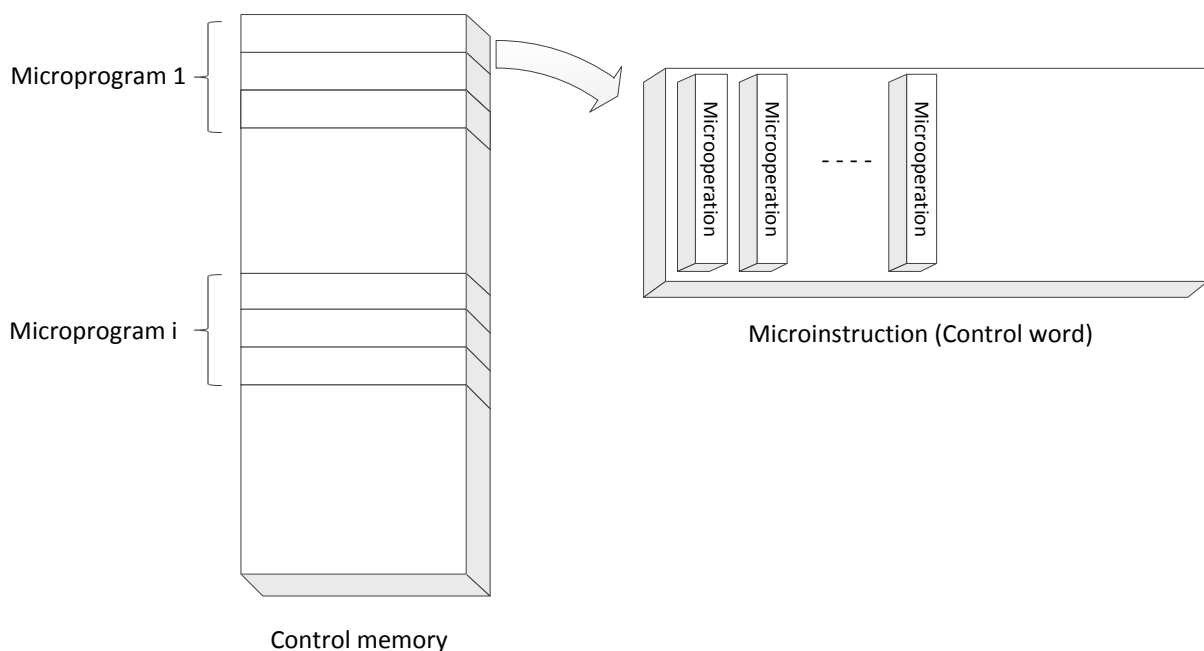 Microprogram 1
Microoperation
Microoperation
- - - -
Microoperation
Microprogram i
Microinstruction (Control word)
Control memory